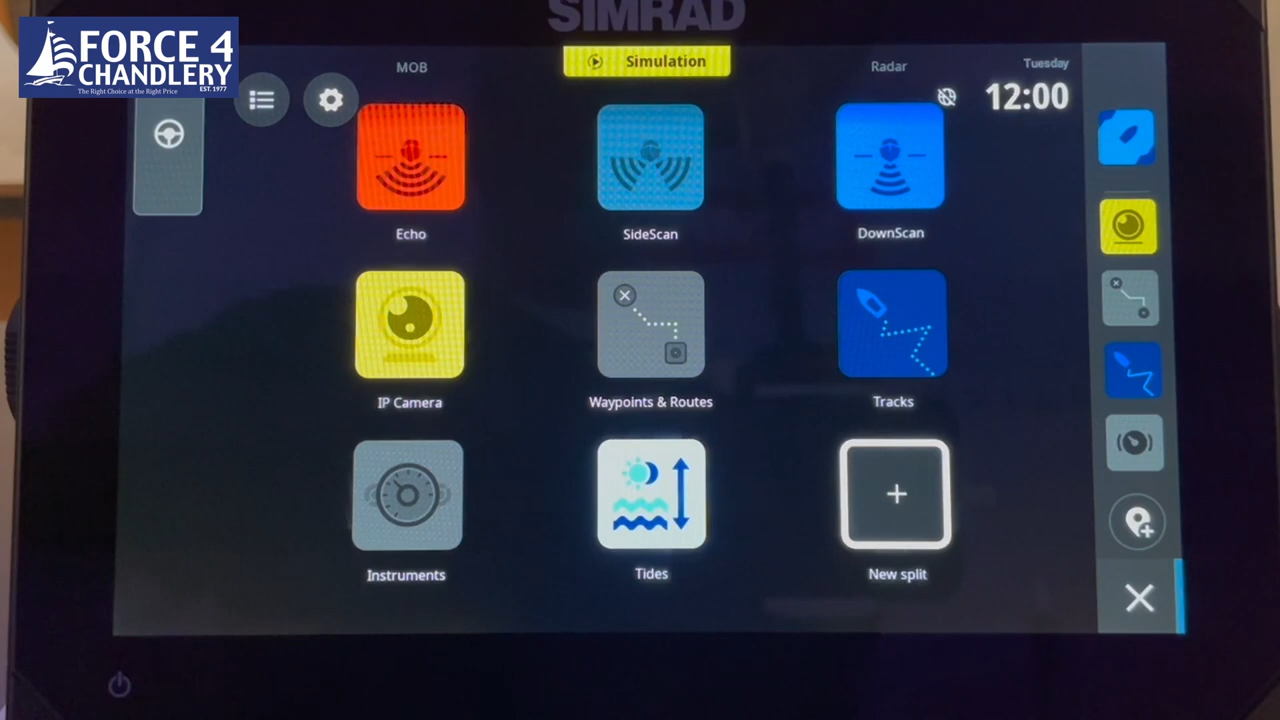 SIMRAD
FORCE 4
CHANDLERY
The Right Choice at the Right Price
EST. 1977
MOB
Simulation
Radar
Tuesday
12:00
Echo
SideScan
DownScan
IP Camera
Waypoints & Routes
Tracks
Instruments
Tides
New split